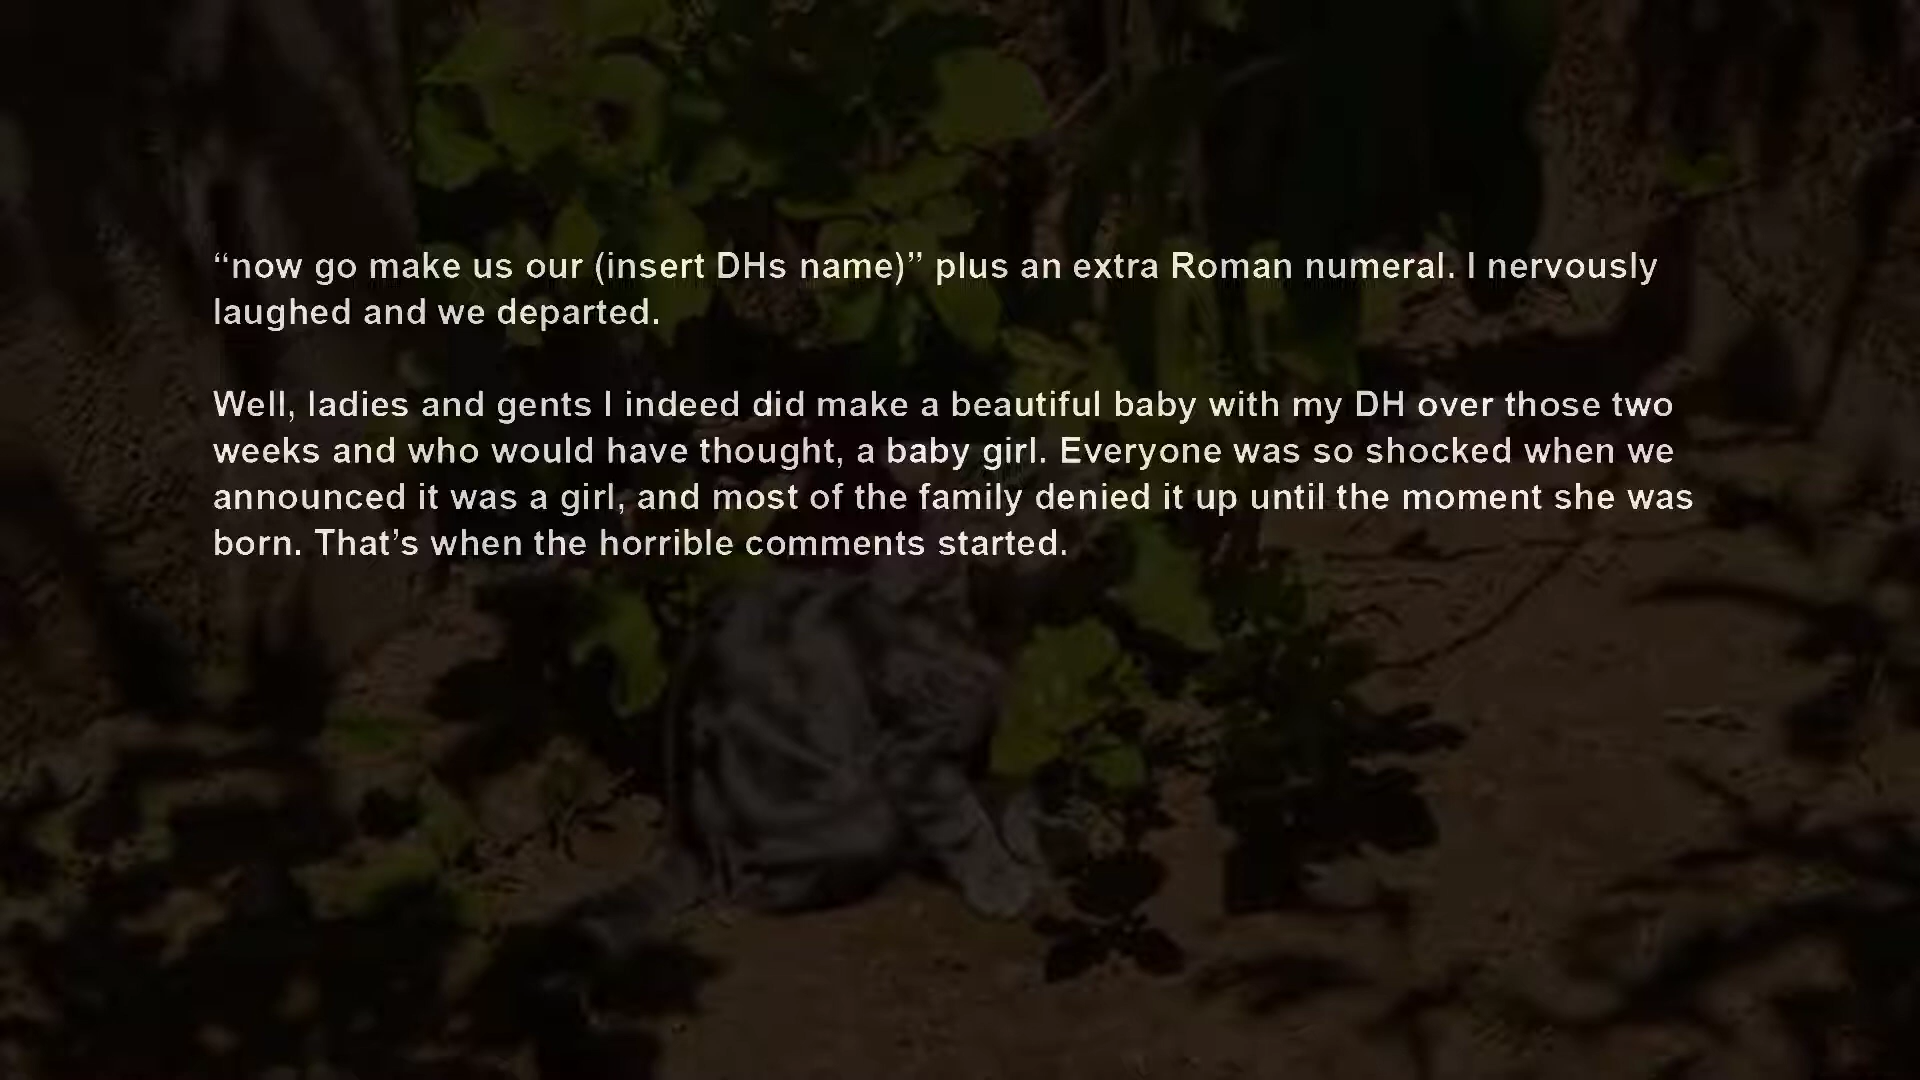 “now go make us our (insert DHs name)” plus an extra Roman numeral. I nervously
laughed and we departed.
Well, ladies and gents I indeed did make a beautiful baby with my DH over those two
weeks and who would have thought, a baby girl. Everyone was so shocked when we
announced it was a girl, and most of the family denied it up until the moment she was
born. That’s when the horrible comments started.